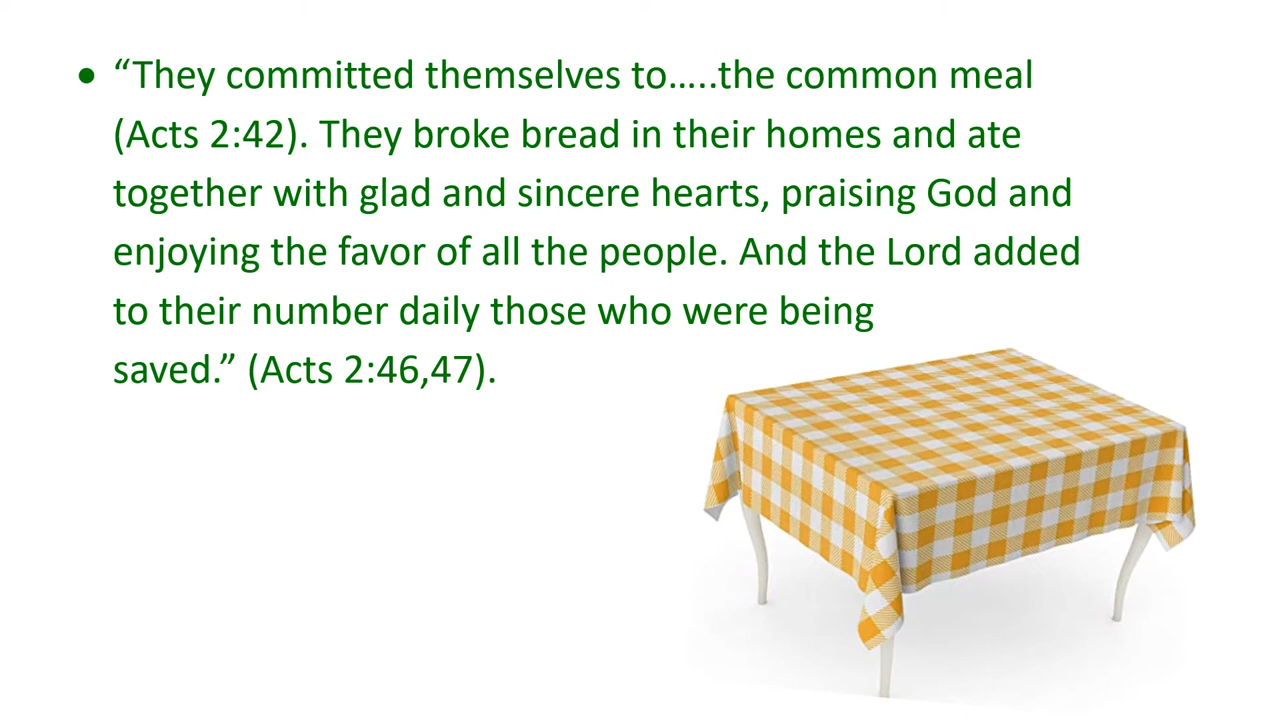 • “They committed themselves to…..the common meal
(Acts 2:42). They broke bread in their homes and ate
together with glad and sincere hearts, praising God and
enjoying the favor of all the people. And the Lord added
to their number daily those who were being
saved.” (Acts 2:46,47).